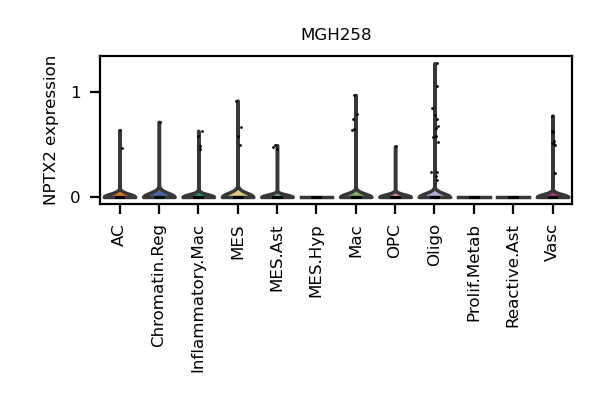 MGH258
NPTX2 expression
1
0
AC
Chromatin.Reg
Inflammatory.Mac
MES
MES.Ast
MES.Hyp
Mac
OPC
Oligo
Prolif.Metab
Reactive.Ast
Vasc